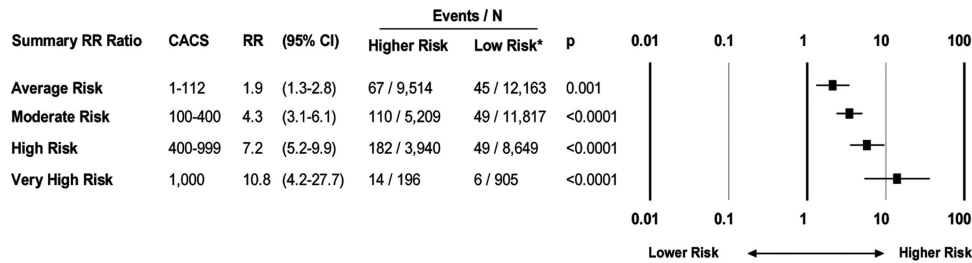 Events / N
Summary RR Ratio CACS RR (95% CI) Higher Risk Low Risk* p 0.01 0.1 1 10 100
Average Risk 1-112 1.9 (1.3-2.8) 67 / 9,514 45 / 12,163 0.001
Moderate Risk 100-400 4.3 (3.1-6.1) 110 / 5,209 49 / 11,817 <0.0001
High Risk 400-999 7.2 (5.2-9.9) 182 / 3,940 49 / 8,649 <0.0001
Very High Risk 1,000 10.8 (4.2-27.7) 14 / 196 6 / 905 <0.0001
0.01 0.1 1 10 100
Lower Risk Higher Risk